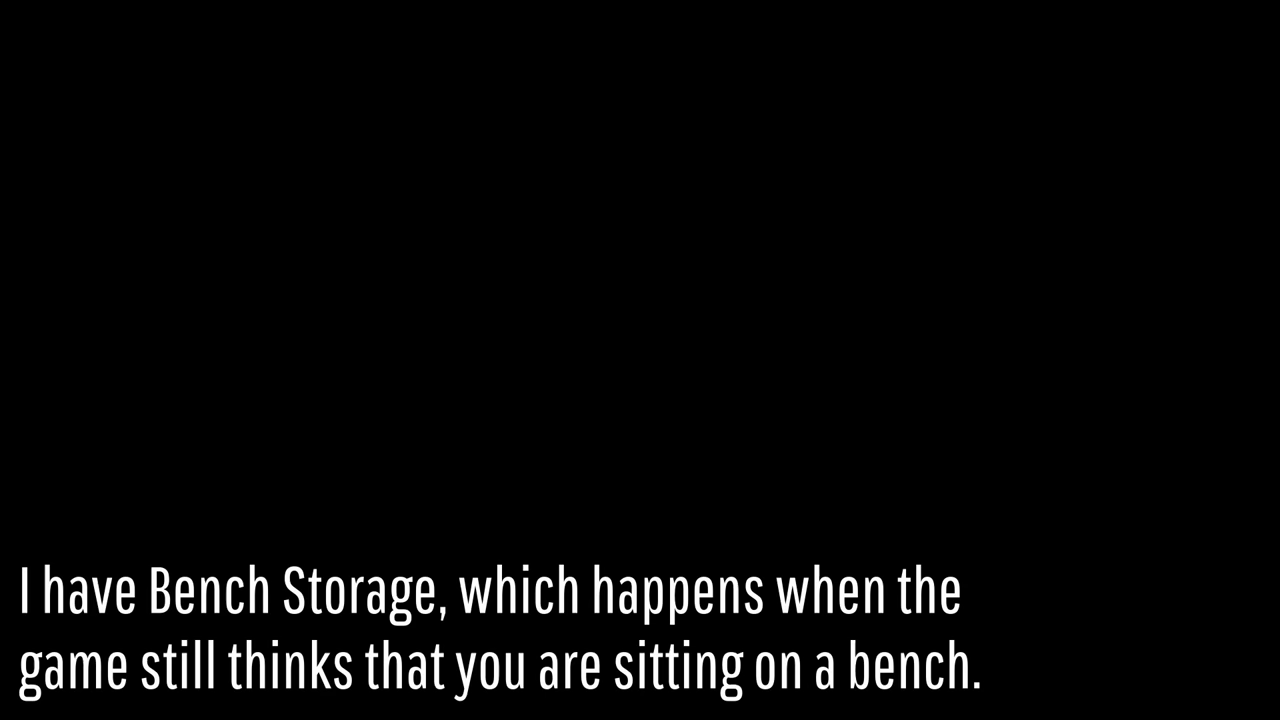 I have Bench Storage, which happens when the
game still thinks that you are sitting on a bench.